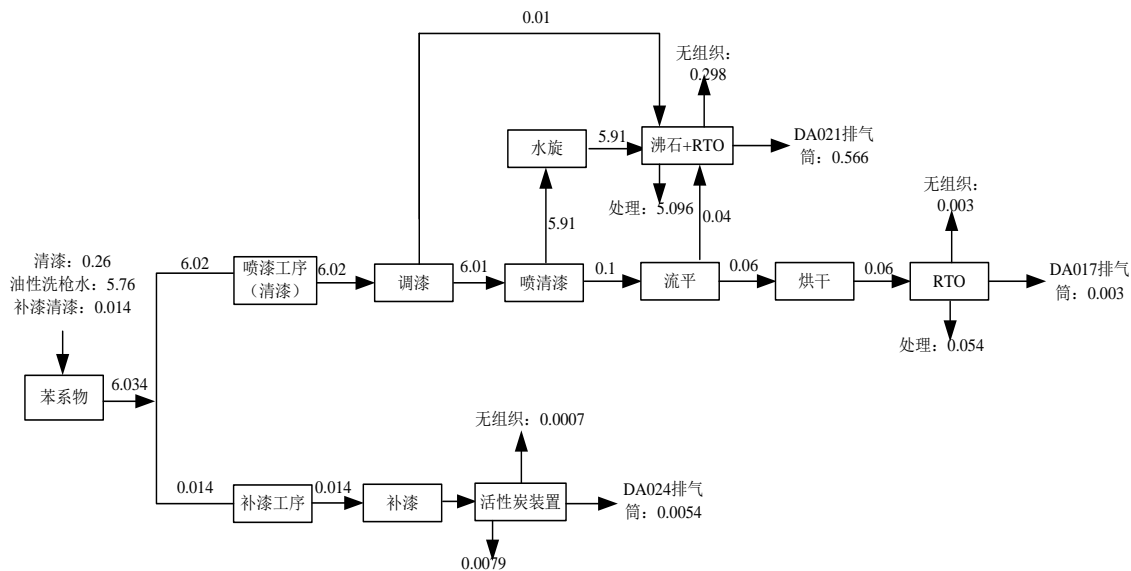 0.01
无组织：
0.298
水旋
5.91
沸石+RTO
DA021排气
筒：0.566
处理：5.096
0.04
5.91
无组织：
0.003
清漆：0.26
油性洗枪水：5.76
补漆清漆：0.014
6.02
喷漆工序
（清漆）
6.02
调漆
6.01
喷清漆
0.1
流平
0.06
烘干
0.06
RTO
DA017排气
筒：0.003
处理：0.054
苯系物
6.034
无组织：0.0007
0.014
补漆工序
0.014
补漆
活性炭装置
DA024排气
筒：0.0054
0.0079